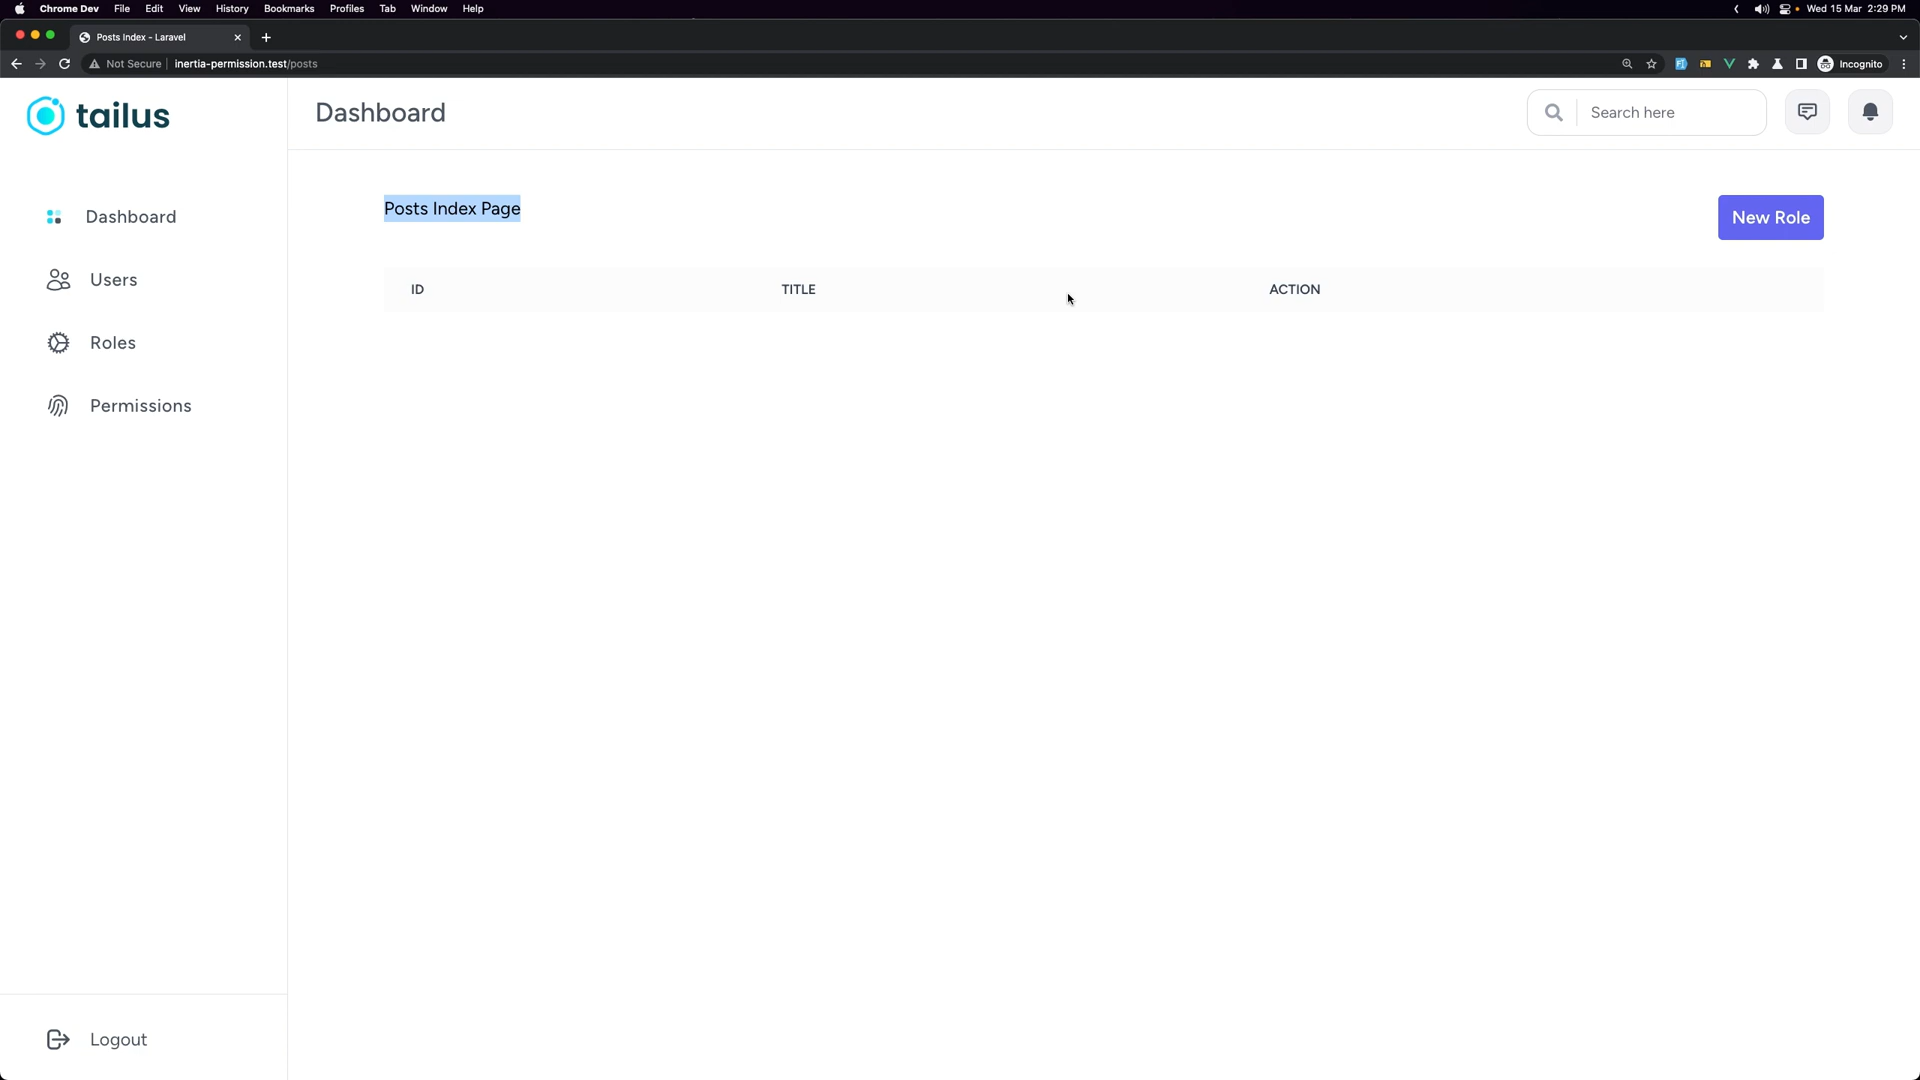 Chrome Dev File Edit View History Bookmarks Profiles Tab Window Help Wed 15 Mar 2:29 PM
Posts Index - Laravel
Not Secure inertia-permission.test/posts Incognito
tailus
Dashboard
Search here
Dashboard
Users
Roles
Permissions
Logout
Posts Index Page
New Role
ID TITLE ACTION